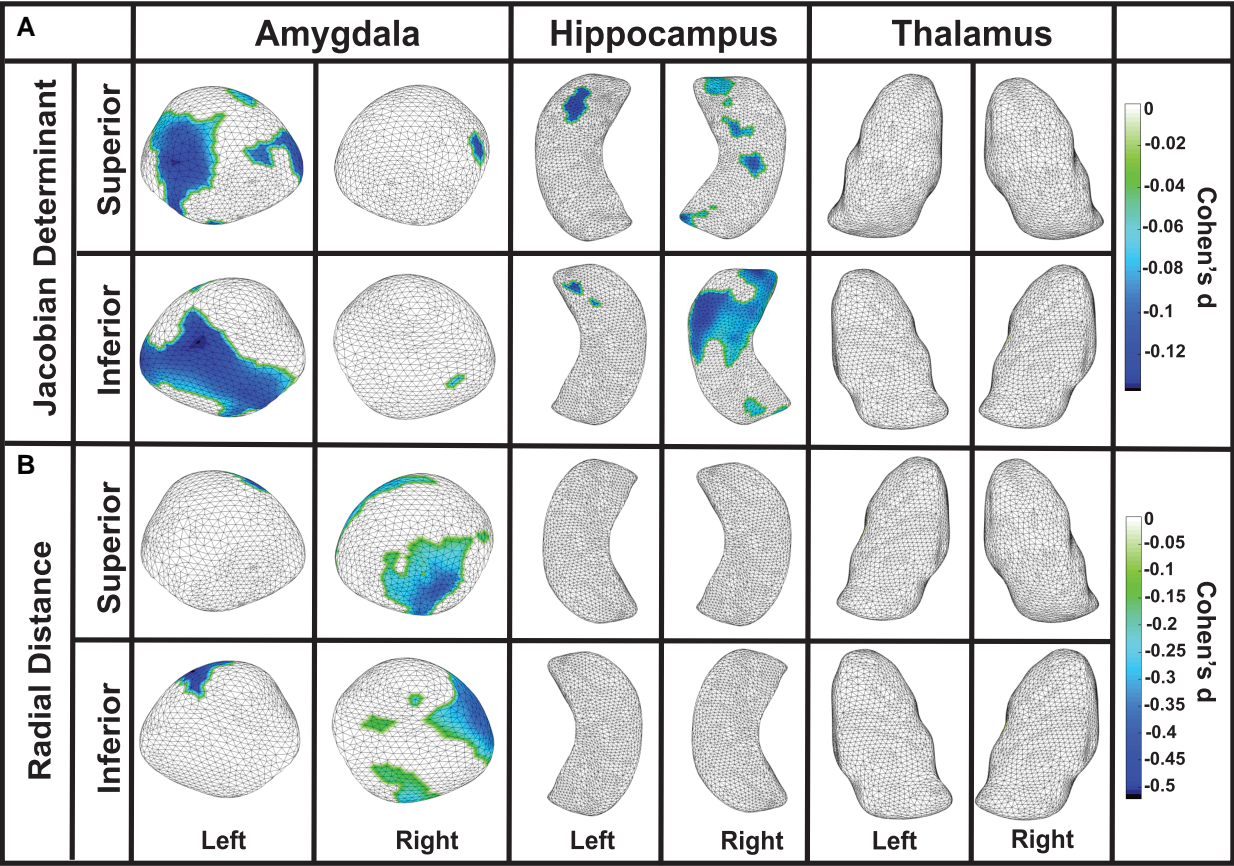 A
Amygdala
Hippocampus
Thalamus
Jacobian Determinant
Superior
Inferior
0
-0.02
-0.04
-0.06
-0.08
-0.1
-0.12
Cohen's d
B
Radial Distance
Superior
Inferior
0
-0.05
-0.1
-0.15
-0.2
-0.25
-0.3
-0.35
-0.4
-0.45
-0.5
Cohen's d
Left
Right
Left
Right
Left
Right